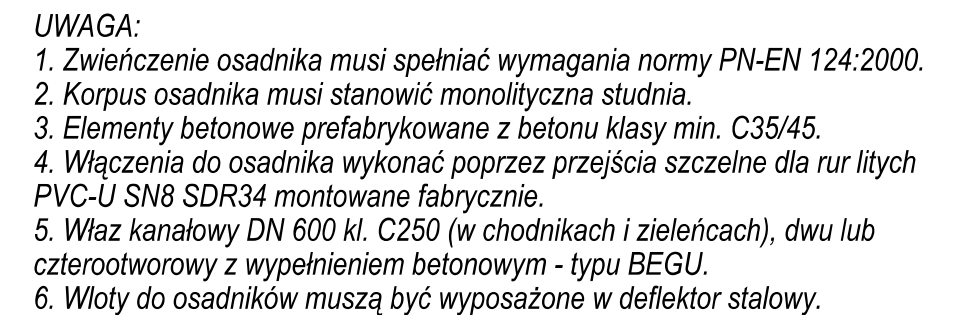 UWAGA:
1. Zwieńczenie osadnika musi spełniać wymagania normy PN-EN 124:2000.
2. Korpus osadnika musi stanowić monolityczna studnia.
3. Elementy betonowe prefabrykowane z betonu klasy min. C35/45.
4. Włączenia do osadnika wykonać poprzez przejścia szczelne dla rur litych
PVC-U SN8 SDR34 montowane fabrycznie.
5. Właz kanałowy DN 600 kl. C250 (w chodnikach i zieleńcach), dwu lub
czterootworowy z wypełnieniem betonowym - typu BEGU.
6. Wloty do osadników muszą być wyposażone w deflektor stalowy.